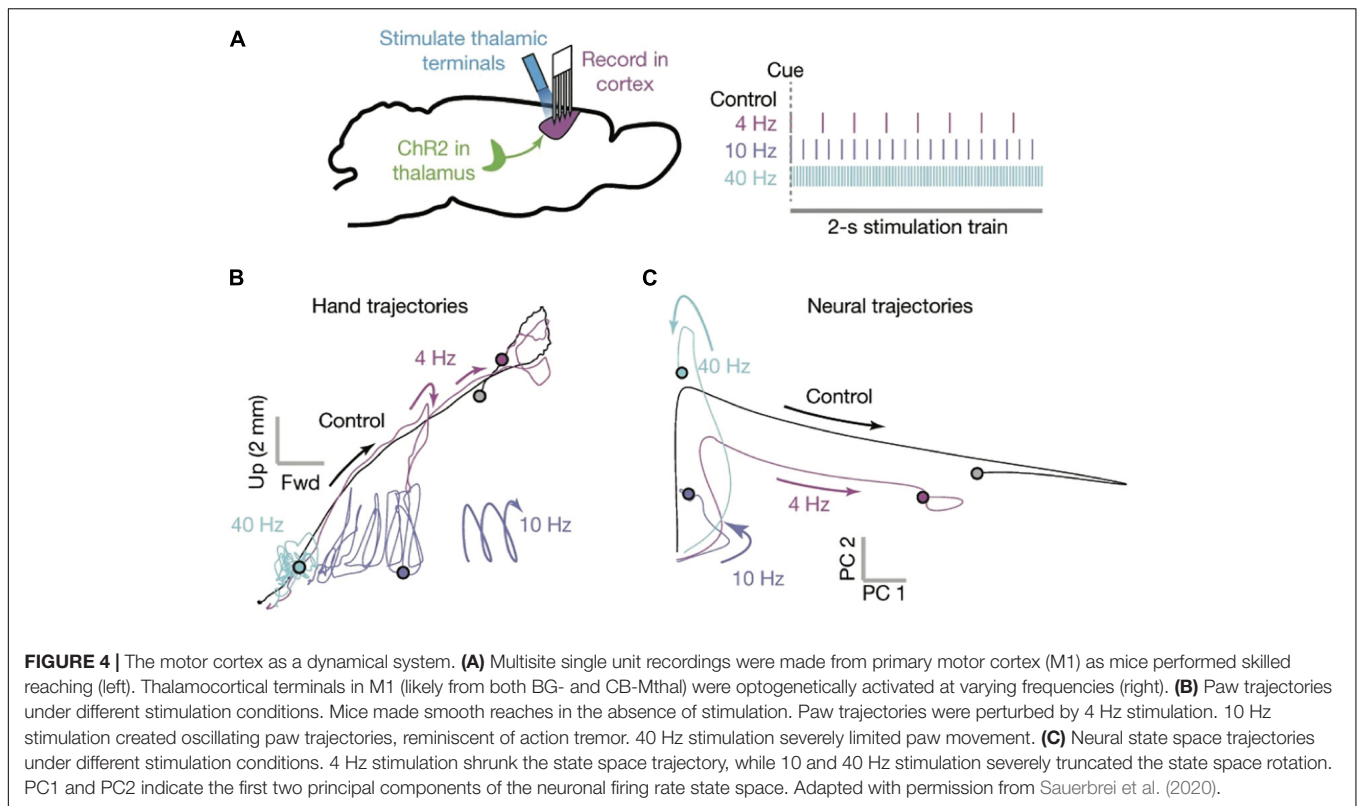 A
Stimulate thalamic
terminals
Record in
cortex
ChR2 in
thalamus
Cue
Control
4 Hz
10 Hz
40 Hz
2-s stimulation train
B
Hand trajectories
4 Hz
Control
Up (2 mm)
Fwd
40 Hz
10 Hz
C
Neural trajectories
40 Hz
Control
4 Hz
10 Hz
PC 2
PC 1
FIGURE 4 | The motor cortex as a dynamical system. (A) Multisite single unit recordings were made from primary motor cortex (M1) as mice performed skilled
reaching (left). Thalamocortical terminals in M1 (likely from both BG- and CB-Mthal) were optogenetically activated at varying frequencies (right). (B) Paw trajectories
under different stimulation conditions. Mice made smooth reaches in the absence of stimulation. Paw trajectories were perturbed by 4 Hz stimulation. 10 Hz
stimulation created oscillating paw trajectories, reminiscent of action tremor. 40 Hz stimulation severely limited paw movement. (C) Neural state space trajectories
under different stimulation conditions. 4 Hz stimulation shrunk the state space trajectory, while 10 and 40 Hz stimulation severely truncated the state space rotation.
PC1 and PC2 indicate the first two principal components of the neuronal firing rate state space. Adapted with permission from Sauerbrei et al. (2020).